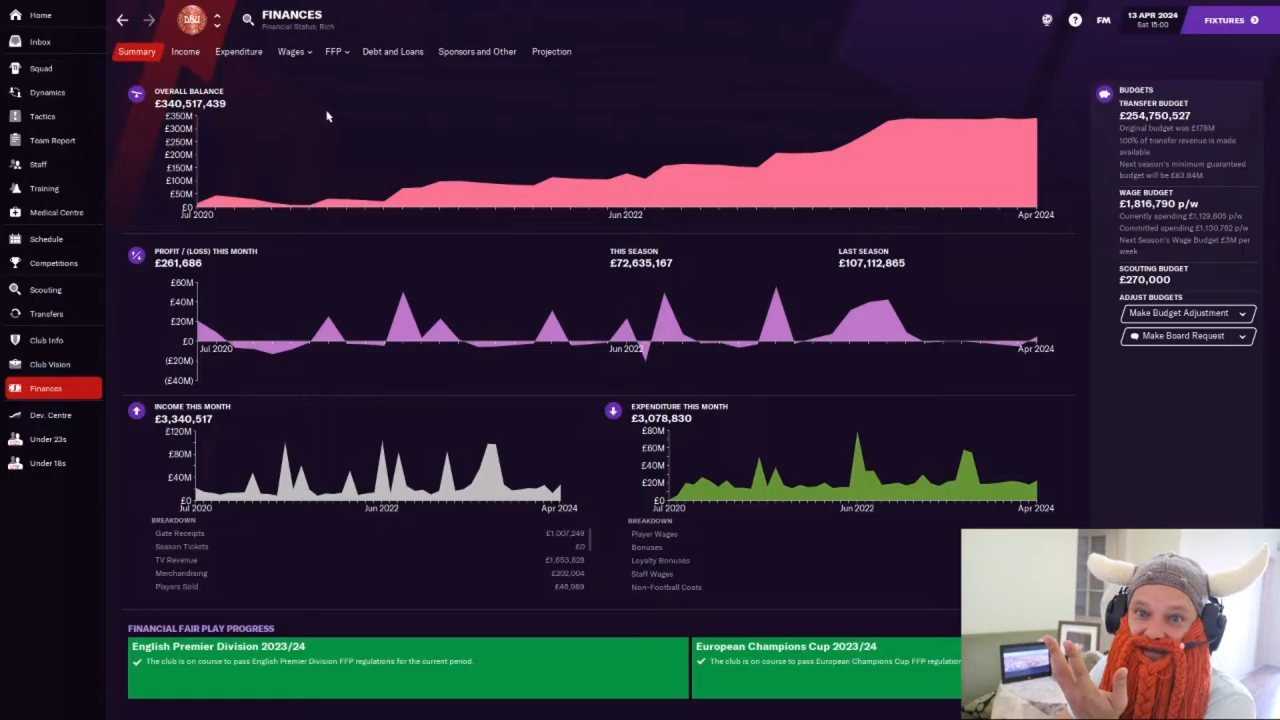 Home
Inbox
Squad
Dynamics
Tactics
Team Report
Staff
Training
Medical Centre
Schedule
Competitions
Scouting
Transfers
Club Info
Club Vision
Finances
Dev. Centre
Under 23s
Under 18s
DBU
FINANCES
Financial Status: Rich
?
FM
13 APR 2024
Sat 15:00
FIXTURES
Summary
Income
Expenditure
Wages
FFP
Debt and Loans
Sponsors and Other
Projection
OVERALL BALANCE
£340,517,439
£350M
£300M
£250M
£200M
£150M
£100M
£50M
£0
Jul 2020
Jun 2022
Apr 2024
PROFIT / (LOSS) THIS MONTH
£261,686
THIS SEASON
£72,635,167
LAST SEASON
£107,112,865
£60M
£40M
£20M
£0
(£20M)
(£40M)
Jul 2020
Jun 2022
Apr 2024
INCOME THIS MONTH
£3,340,517
£120M
£80M
£40M
£0
Jul 2020
Jun 2022
Apr 2024
BREAKDOWN
Gate Receipts £1,007,249
Season Tickets £0
TV Revenue £1,653,828
Merchandising £202,004
Players Sold £46,989
EXPENDITURE THIS MONTH
£3,078,830
£80M
£60M
£40M
£20M
£0
Jul 2020
Jun 2022
Apr 2024
BREAKDOWN
Player Wages
Bonuses
Loyalty Bonuses
Staff Wages
Non-Football Costs
BUDGETS
TRANSFER BUDGET
£254,750,527
Original budget was £178M
100% of transfer revenue is made
available
Next season's minimum guaranteed
budget will be £83.84M.
WAGE BUDGET
£1,816,790 p/w
Currently spending £1,129,805 p/w
Committed spending £1,130,762 p/w
Next Season's Wage Budget £3M per
week
SCOUTING BUDGET
£270,000
ADJUST BUDGETS
Make Budget Adjustment
Make Board Request
FINANCIAL FAIR PLAY PROGRESS
English Premier Division 2023/24
The club is on course to pass English Premier Division FFP regulations for the current period.
European Champions Cup 2023/24
The club is on course to pass European Champions Cup FFP regulation